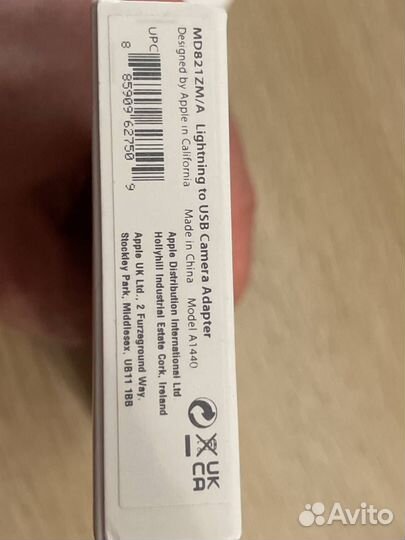 MD821ZM/A Lightning to USB Camera Adapter
Designed by Apple in California Made in China Model A1440
UPC
8 85909 62750 9
Apple Distribution International Ltd
Hollyhill Industrial Estate Cork, Ireland
Apple UK Ltd., 2 Furzeground Way,
Stockley Park, Middlesex, UB11 1BB
UK
CA
Avito